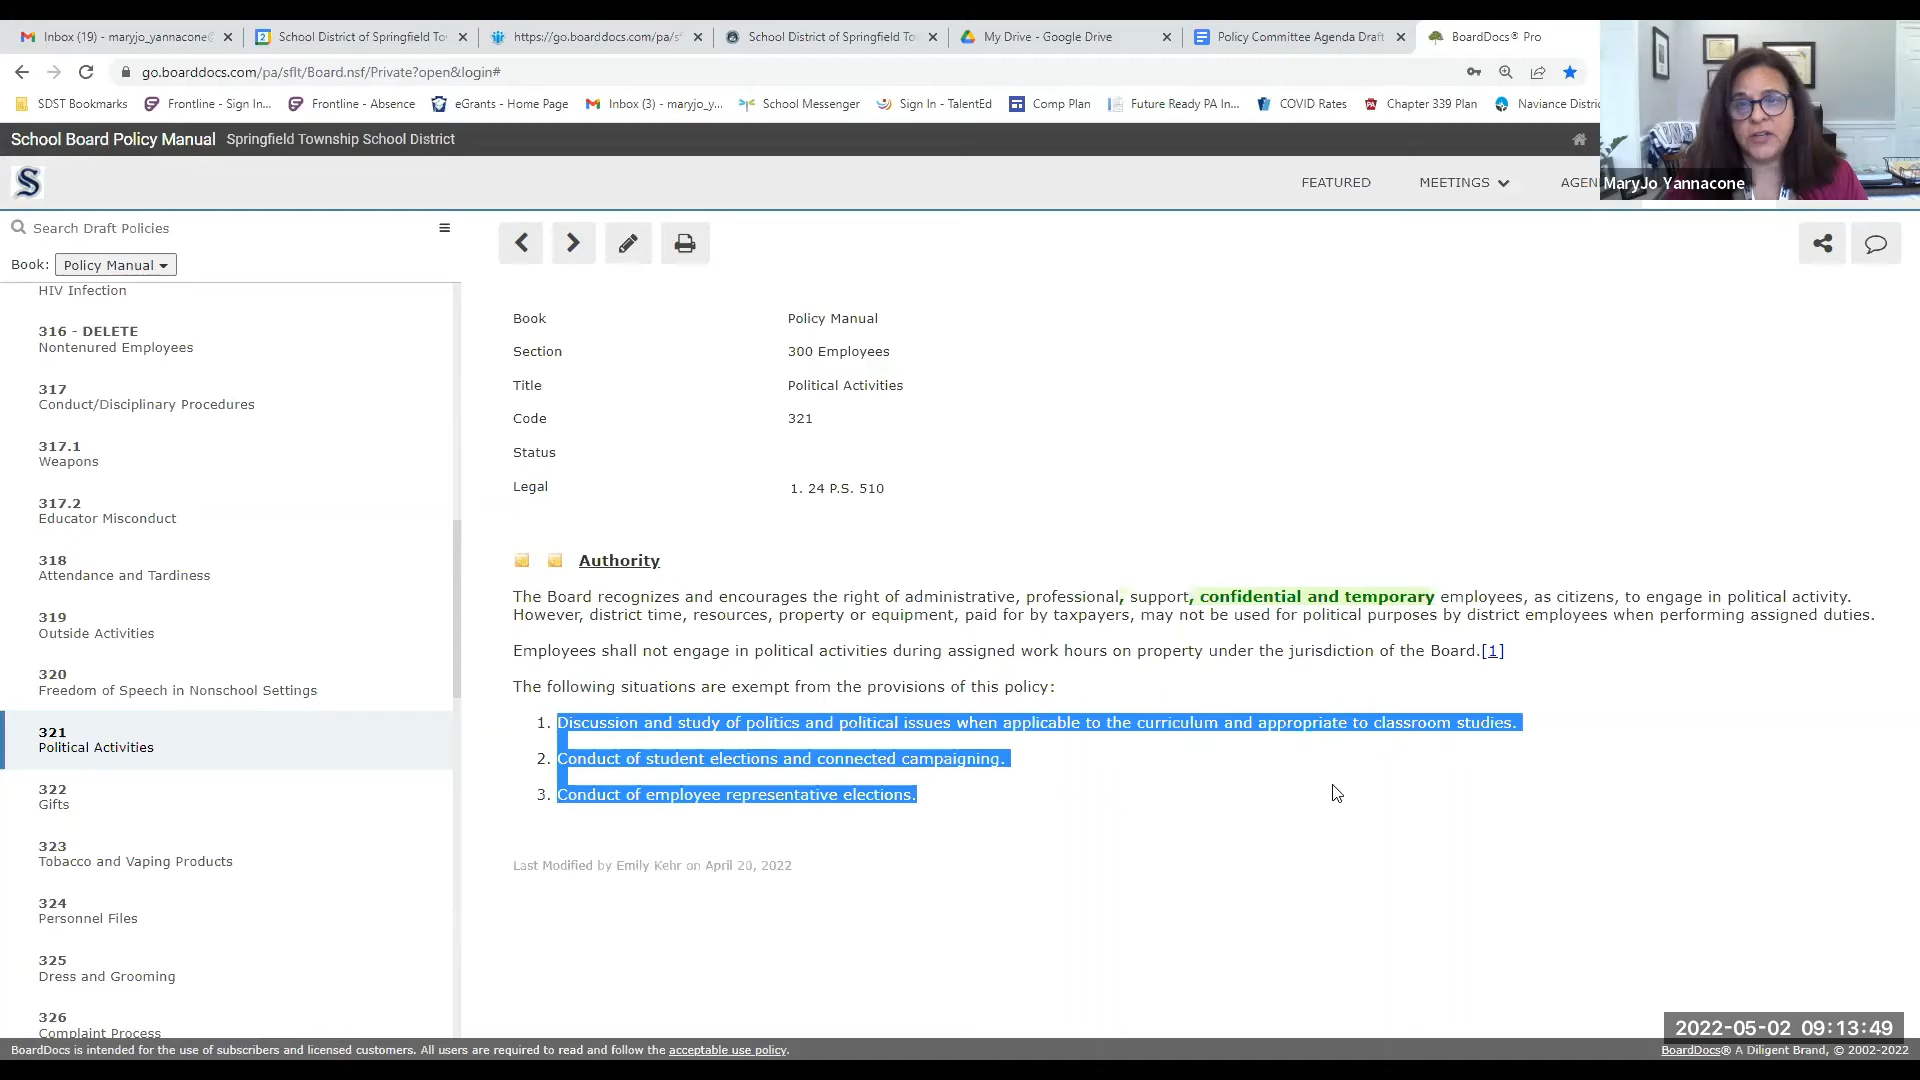 Inbox (19) - maryjo_yannacone@
School District of Springfield To
https://go.boarddocs.com/pa/sf
School District of Springfield To
My Drive - Google Drive
Policy Committee Agenda Draft
BoardDocs® Pro
go.boarddocs.com/pa/sflt/Board.nsf/Private?open&login#
SDST Bookmarks
Frontline - Sign In...
Frontline - Absence
eGrants - Home Page
Inbox (3) - maryjo_y...
School Messenger
Sign In - TalentEd
Comp Plan
Future Ready PA In...
COVID Rates
Chapter 339 Plan
Naviance Distric
School Board Policy Manual Springfield Township School District
S
FEATURED
MEETINGS
AGEN
MaryJo Yannacone
Search Draft Policies
Book: Policy Manual
HIV Infection
316 - DELETE
Nontenured Employees
317
Conduct/Disciplinary Procedures
317.1
Weapons
317.2
Educator Misconduct
318
Attendance and Tardiness
319
Outside Activities
320
Freedom of Speech in Nonschool Settings
321
Political Activities
322
Gifts
323
Tobacco and Vaping Products
324
Personnel Files
325
Dress and Grooming
326
Complaint Process
Book Policy Manual
Section 300 Employees
Title Political Activities
Code 321
Status
Legal 1. 24 P.S. 510
Authority
The Board recognizes and encourages the right of administrative, professional, support, confidential and temporary employees, as citizens, to engage in political activity.
However, district time, resources, property or equipment, paid for by taxpayers, may not be used for political purposes by district employees when performing assigned duties.
Employees shall not engage in political activities during assigned work hours on property under the jurisdiction of the Board.[1]
The following situations are exempt from the provisions of this policy:
1. Discussion and study of politics and political issues when applicable to the curriculum and appropriate to classroom studies.
2. Conduct of student elections and connected campaigning.
3. Conduct of employee representative elections.
Last Modified by Emily Kehr on April 20, 2022
2022-05-02 09:13:49
BoardDocs is intended for the use of subscribers and licensed customers. All users are required to read and follow the acceptable use policy.
BoardDocs® A Diligent Brand, © 2002-2022